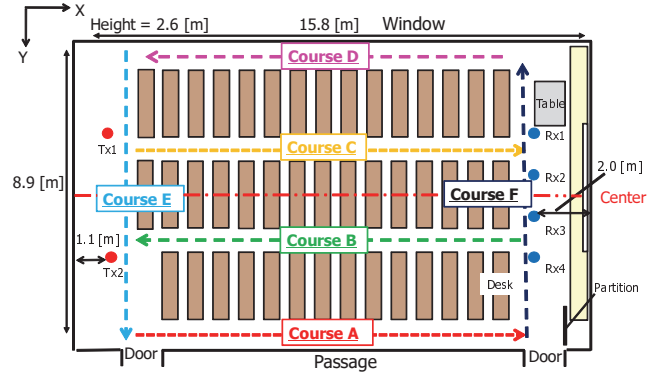 X
Y
Height = 2.6 [m]
15.8 [m]
Window
Course D
Table
Tx1
Course C
Rx1
2.0 [m]
8.9 [m]
Course E
Rx2
Course F
Center
1.1 [m]
Rx3
Course B
Tx2
Rx4
Desk
Partition
Course A
Door
Passage
Door